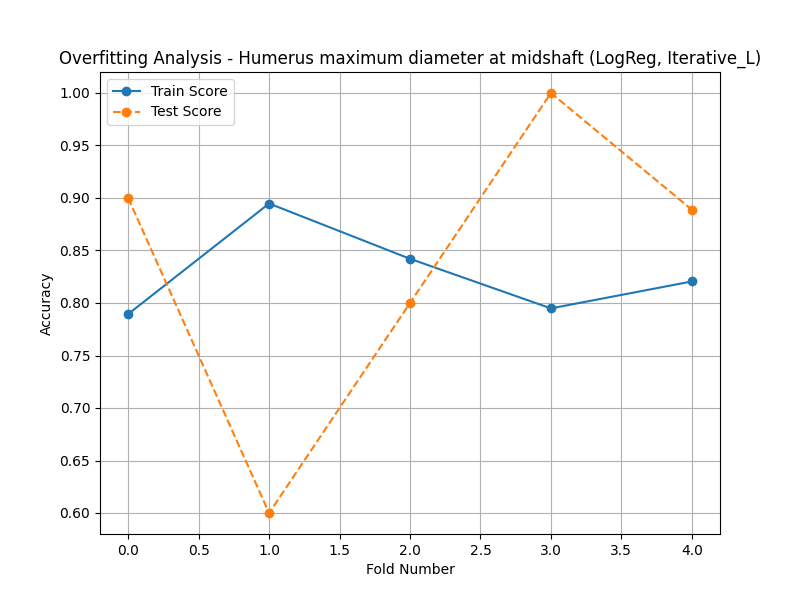 Overfitting Analysis - Humerus maximum diameter at midshaft (LogReg, Iterative_L)
Train Score
Test Score
1.00
0.95
0.90
0.85
0.80
0.75
0.70
0.65
0.60
Accuracy
0.0 0.5 1.0 1.5 2.0 2.5 3.0 3.5 4.0
Fold Number